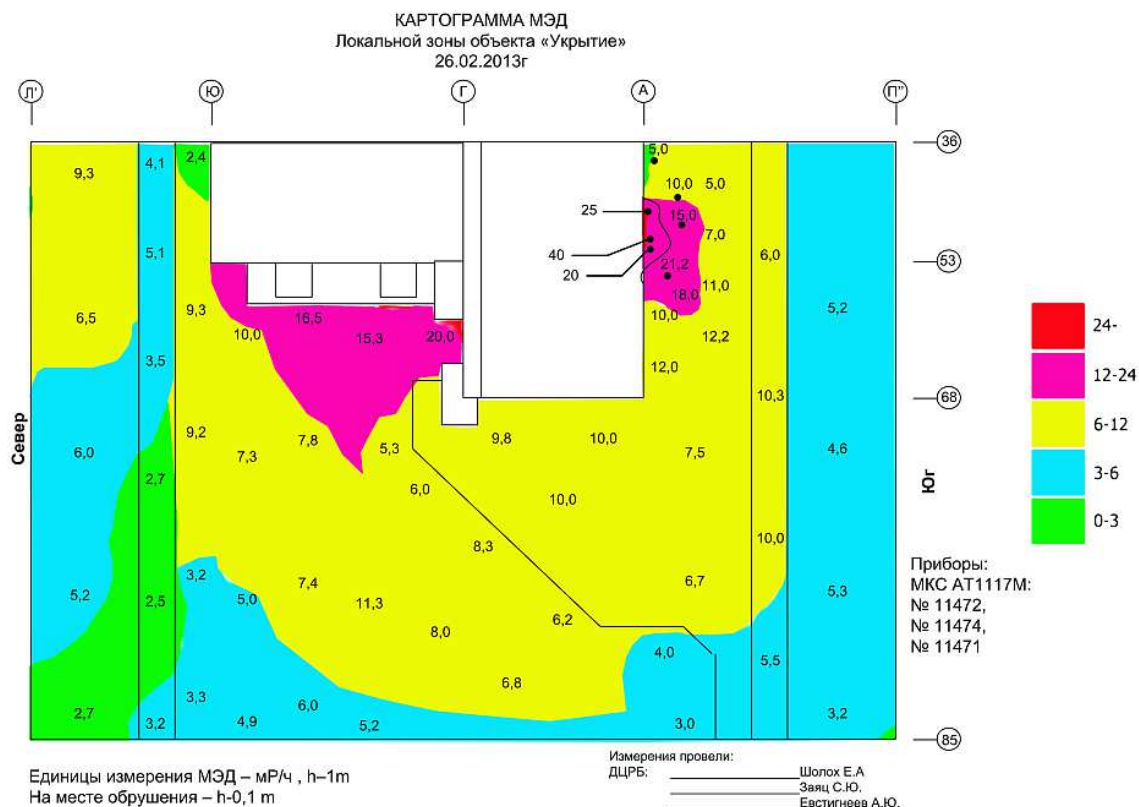 КАРТОГРАММА МЭД
Локальной зоны объекта «Укрытие»
26.02.2013г
Л' Ю Г А П"
36
4,1 2,4 5,0
9,3
10,0 5,0
25 15,0
7,0
5,1 40 6,0
20 21,2 53
18,0 11,0
9,3 5,2
6,5 16,5 10,0
10,0 15,3 20,0 12,2
24-
3,5 12,0
12-24
10,3 68
6-12
9,2 7,8 9,8 10,0
Север 6,0 7,3 5,3 7,5 4,6
3-6
2,7 6,0 10,0 Юг
0-3
8,3 10,0
3,2 7,4 6,7
5,2 2,5 5,0 11,3 5,3
6,2
8,0
4,0 5,5
6,8
3,3 6,0
2,7 3,2 4,9 5,2 3,0 3,2
85
Приборы:
МКС АТ1117М:
№ 11472,
№ 11474,
№ 11471
Единицы измерения МЭД – мР/ч , h–1m
На месте обрушения – h-0,1 m
Измерения провели:
ДЦРБ: Шолох Е.А
Заяц С.Ю.
Евстигнеев А.Ю.